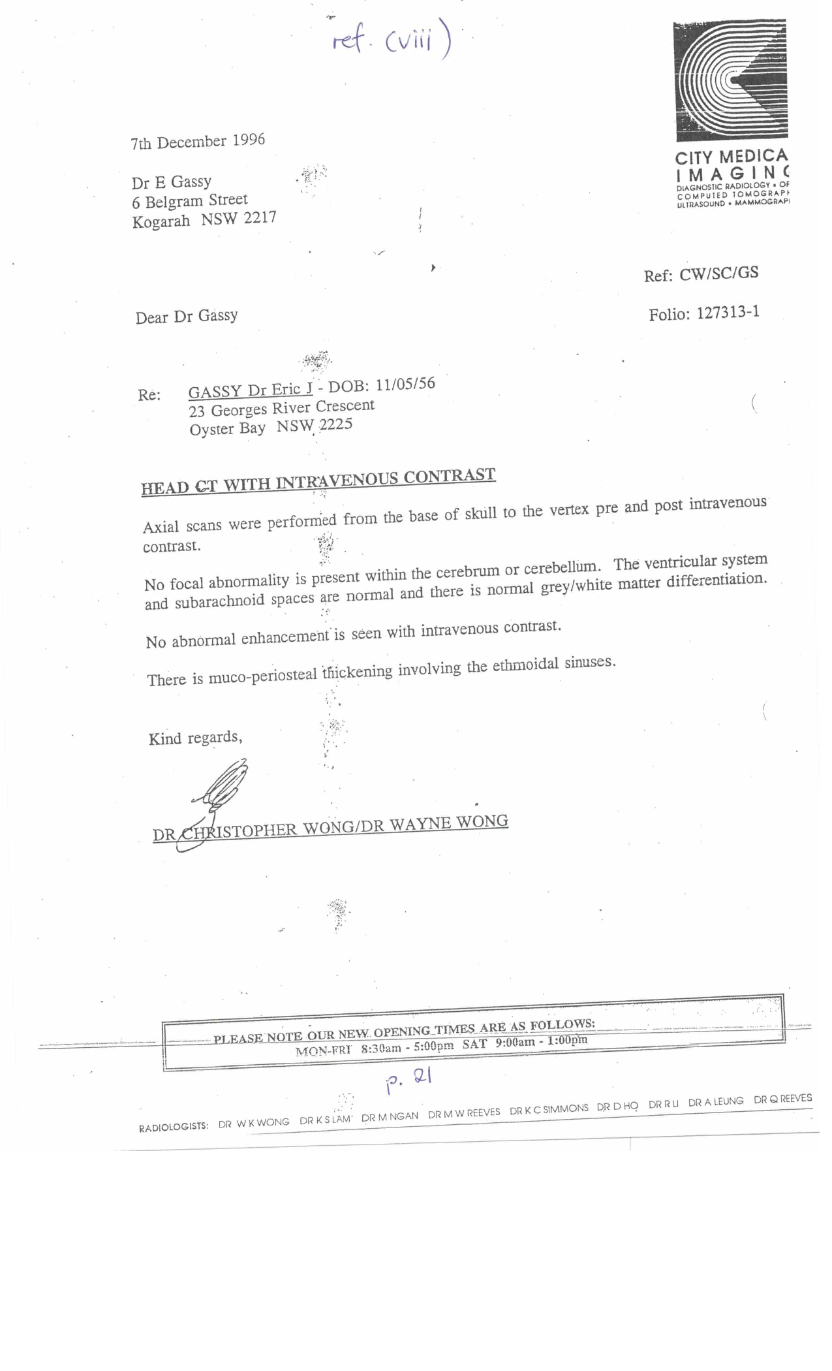 ref. (viii)
CITY MEDICA
IMAGIN
DIAGNOSTIC RADIOLOGY • OF
COMPUTED TOMOGRAPH
ULTRASOUND • MAMMOGRAPH
7th December 1996
Dr E Gassy
6 Belgram Street
Kogarah NSW 2217
Ref: CW/SC/GS
Dear Dr Gassy
Folio: 127313-1
Re: GASSY Dr Eric J - DOB: 11/05/56
23 Georges River Crescent
Oyster Bay NSW 2225
HEAD CT WITH INTRAVENOUS CONTRAST
Axial scans were performed from the base of skull to the vertex pre and post intravenous
contrast.
No focal abnormality is present within the cerebrum or cerebellum. The ventricular system
and subarachnoid spaces are normal and there is normal grey/white matter differentiation.
No abnormal enhancement is seen with intravenous contrast.
There is muco-periosteal thickening involving the ethmoidal sinuses.
Kind regards,
DR CHRISTOPHER WONG/DR WAYNE WONG
PLEASE NOTE OUR NEW OPENING TIMES ARE AS FOLLOWS:
MON-FRI 8:30am - 5:00pm SAT 9:00am - 1:00pm
p. 21
RADIOLOGISTS: DR W K WONG DR K S LAM DR M NGAN DR M W REEVES DR K C SIMMONS DR D HO DR R LI DR A LEUNG DR Q REEVES